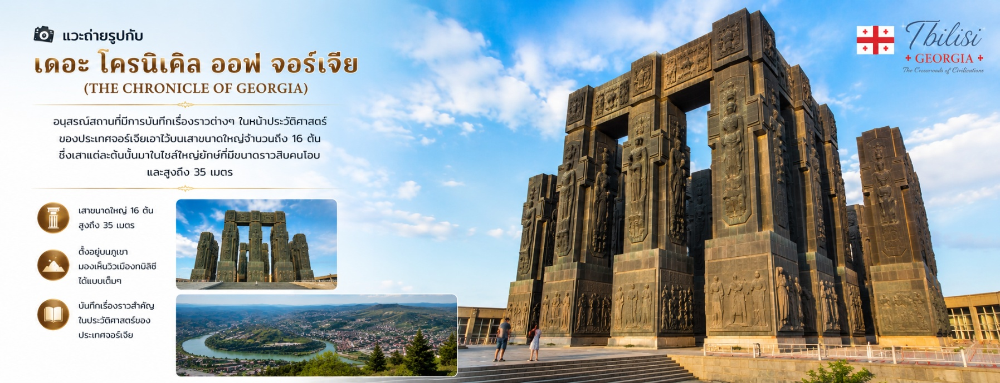 แวะถ่ายรูปกับ
เดอะ โครนิเคิล ออฟ จอร์เจีย
(THE CHRONICLE OF GEORGIA)
อนุสรณ์สถานที่มีการบันทึกเรื่องราวต่างๆ ในหน้าประวัติศาสตร์
ของประเทศจอร์เจียเอาไว้บนเสาขนาดใหญ่จำนวนถึง 16 ต้น
ซึ่งเสาแต่ละต้นนั้นมาในไซส์ใหญ่ยักษ์ที่มีขนาดราวสิบคนโอบ
และสูงถึง 35 เมตร
เสาขนาดใหญ่ 16 ต้น
สูงถึง 35 เมตร
ตั้งอยู่บนภูเขา
มองเห็นวิวเมืองทบิลิซี
ได้แบบเต็มๆ
บันทึกเรื่องราวสำคัญ
ในประวัติศาสตร์ของ
ประเทศจอร์เจีย
Tbilisi
GEORGIA
The Crossroads of Civilizations